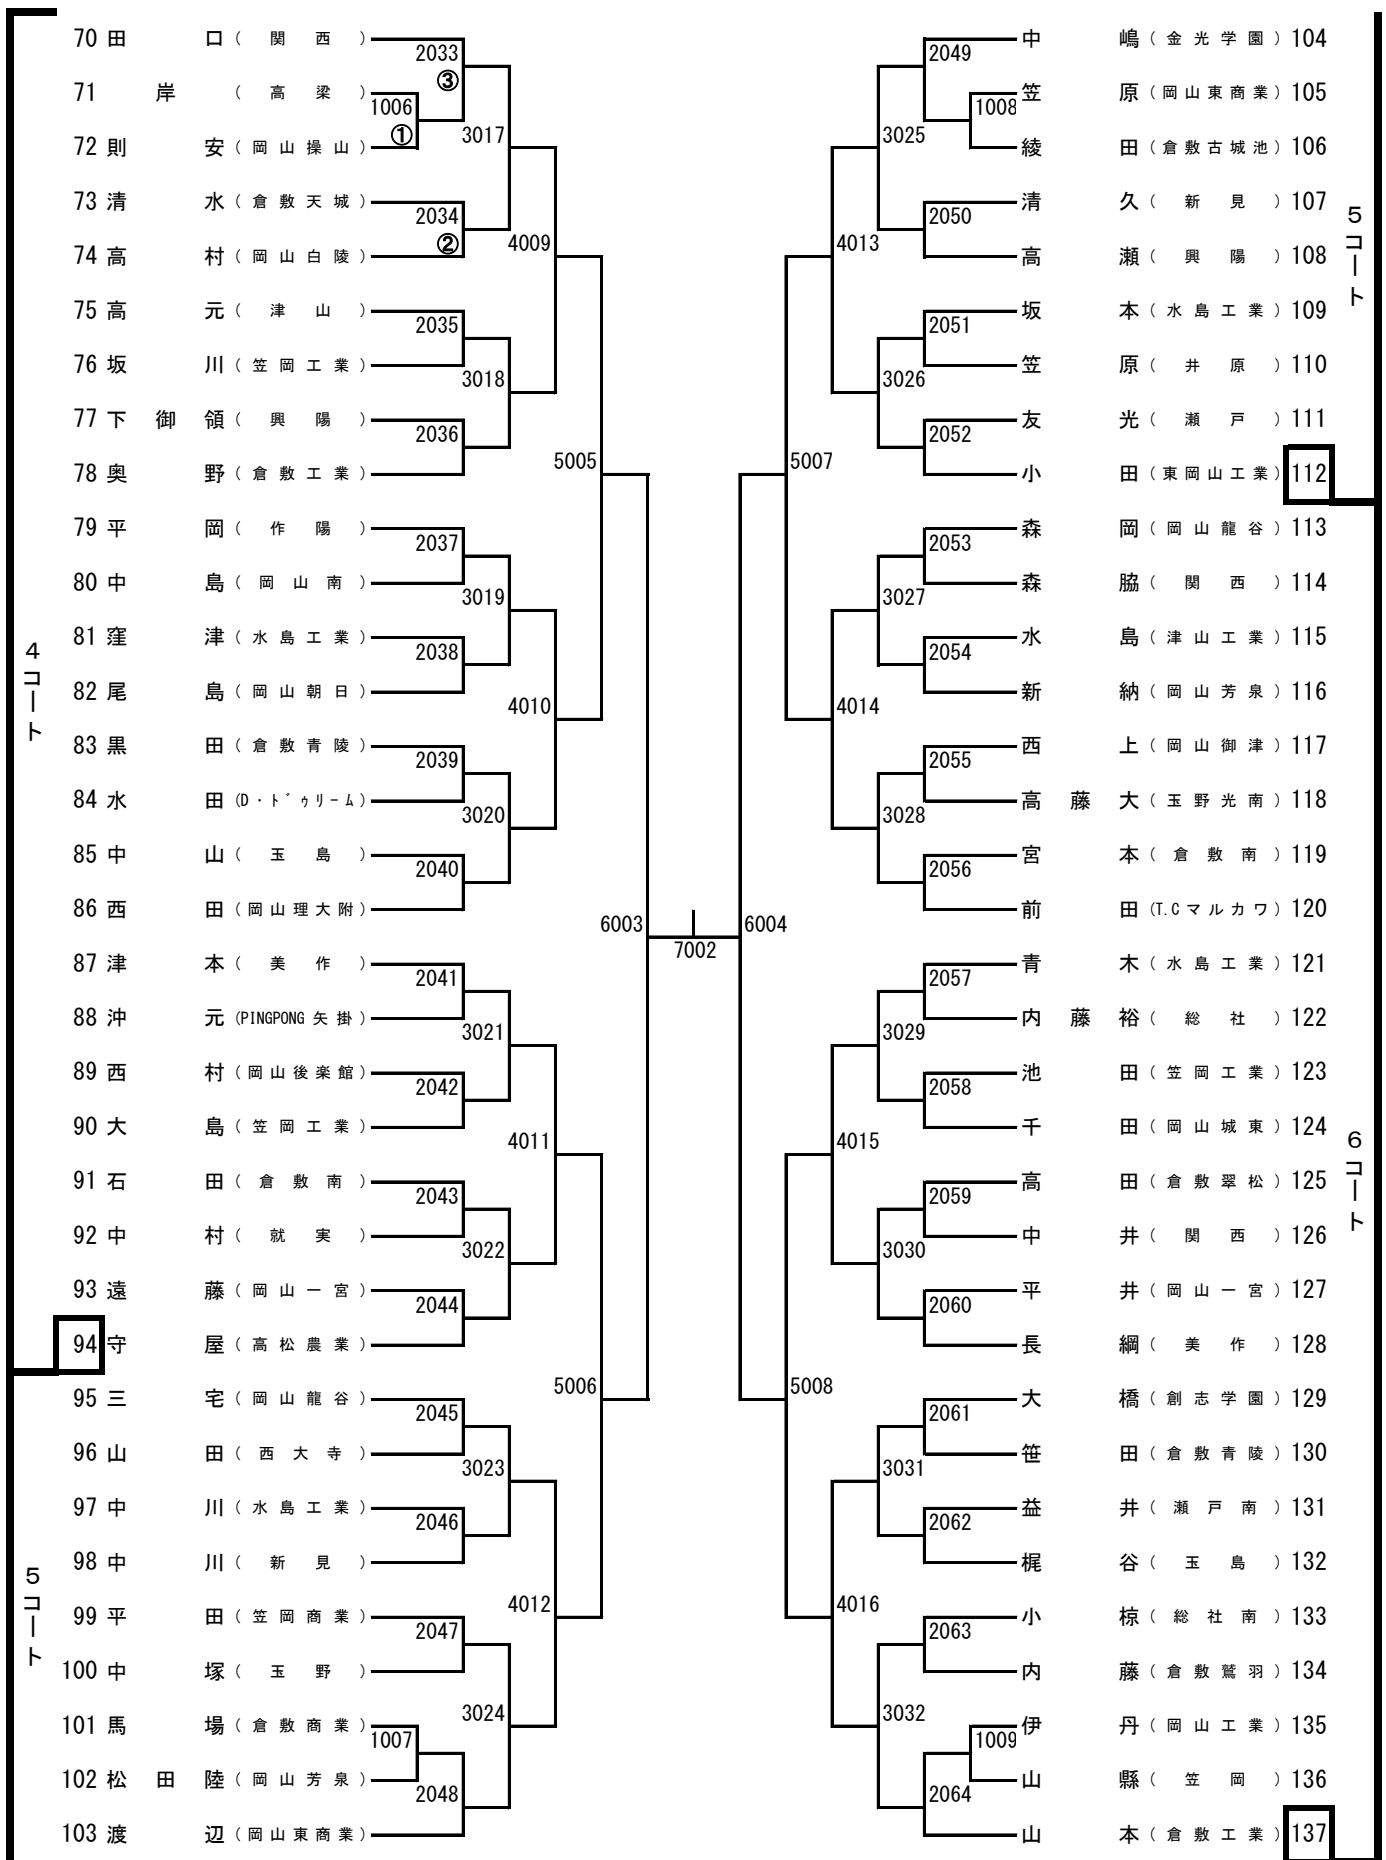 70 田 口 （ 関 西 ）
71 岸 （ 高 梁 ）
72 則 安 （ 岡 山 操 山 ）
73 清 水 （ 倉 敷 天 城 ）
74 高 村 （ 岡 山 白 陵 ）
75 高 元 （ 津 山 ）
76 坂 川 （ 笠 岡 工 業 ）
77 下 御 領 （ 興 陽 ）
78 奥 野 （ 倉 敷 工 業 ）
79 平 岡 （ 作 陽 ）
80 中 島 （ 岡 山 南 ）
81 窪 津 （ 水 島 工 業 ）
82 尾 島 （ 岡 山 朝 日 ）
83 黒 田 （ 倉 敷 青 陵 ）
84 水 田 (D・ﾄﾞｩﾘｰﾑ)
85 中 山 （ 玉 島 ）
86 西 田 （ 岡 山 理 大 附 ）
87 津 本 （ 美 作 ）
88 沖 元 (PINGPONG 矢 掛 )
89 西 村 （ 岡 山 後 楽 館 ）
90 大 島 （ 笠 岡 工 業 ）
91 石 田 （ 倉 敷 南 ）
92 中 村 （ 就 実 ）
93 遠 藤 （ 岡 山 一 宮 ）
94 守 屋 （ 高 松 農 業 ）
95 三 宅 （ 岡 山 龍 谷 ）
96 山 田 （ 西 大 寺 ）
97 中 川 （ 水 島 工 業 ）
98 中 川 （ 新 見 ）
99 平 田 （ 笠 岡 商 業 ）
100 中 塚 （ 玉 野 ）
101 馬 場 （ 倉 敷 商 業 ）
102 松 田 陸 （ 岡 山 芳 泉 ）
103 渡 辺 （ 岡 山 東 商 業 ）
4コート
5コート
1006
①
1007
2033
③
2034
②
2035
2036
2037
2038
2039
2040
2041
2042
2043
2044
2045
2046
2047
2048
3017
3018
3019
3020
3021
3022
3023
3024
4009
4010
4011
4012
5005
5006
6003
7002
6004
5007
5008
4013
4014
4015
4016
3025
3026
3027
3028
3029
3030
3031
3032
2049
2050
2051
2052
2053
2054
2055
2056
2057
2058
2059
2060
2061
2062
2063
2064
1008
1009
中 嶋 （ 金 光 学 園 ） 104
笠 原 （ 岡 山 東 商 業 ） 105
綾 田 （ 倉 敷 古 城 池 ） 106
清 久 （ 新 見 ） 107
高 瀬 （ 興 陽 ） 108
坂 本 （ 水 島 工 業 ） 109
笠 原 （ 井 原 ） 110
友 光 （ 瀬 戸 ） 111
小 田 （ 東 岡 山 工 業 ） 112
森 岡 （ 岡 山 龍 谷 ） 113
森 脇 （ 関 西 ） 114
水 島 （ 津 山 工 業 ） 115
新 納 （ 岡 山 芳 泉 ） 116
西 上 （ 岡 山 御 津 ） 117
高 藤 大 （ 玉 野 光 南 ） 118
宮 本 （ 倉 敷 南 ） 119
前 田 (T.C マ ル カ ワ ) 120
青 木 （ 水 島 工 業 ） 121
内 藤 裕 （ 総 社 ） 122
池 田 （ 笠 岡 工 業 ） 123
千 田 （ 岡 山 城 東 ） 124
高 田 （ 倉 敷 翠 松 ） 125
中 井 （ 関 西 ） 126
平 井 （ 岡 山 一 宮 ） 127
長 綱 （ 美 作 ） 128
大 橋 （ 創 志 学 園 ） 129
笹 田 （ 倉 敷 青 陵 ） 130
益 井 （ 瀬 戸 南 ） 131
梶 谷 （ 玉 島 ） 132
小 椋 （ 総 社 南 ） 133
内 藤 （ 倉 敷 鷲 羽 ） 134
伊 丹 （ 岡 山 工 業 ） 135
山 縣 （ 笠 岡 ） 136
山 本 （ 倉 敷 工 業 ） 137
5コート
6コート